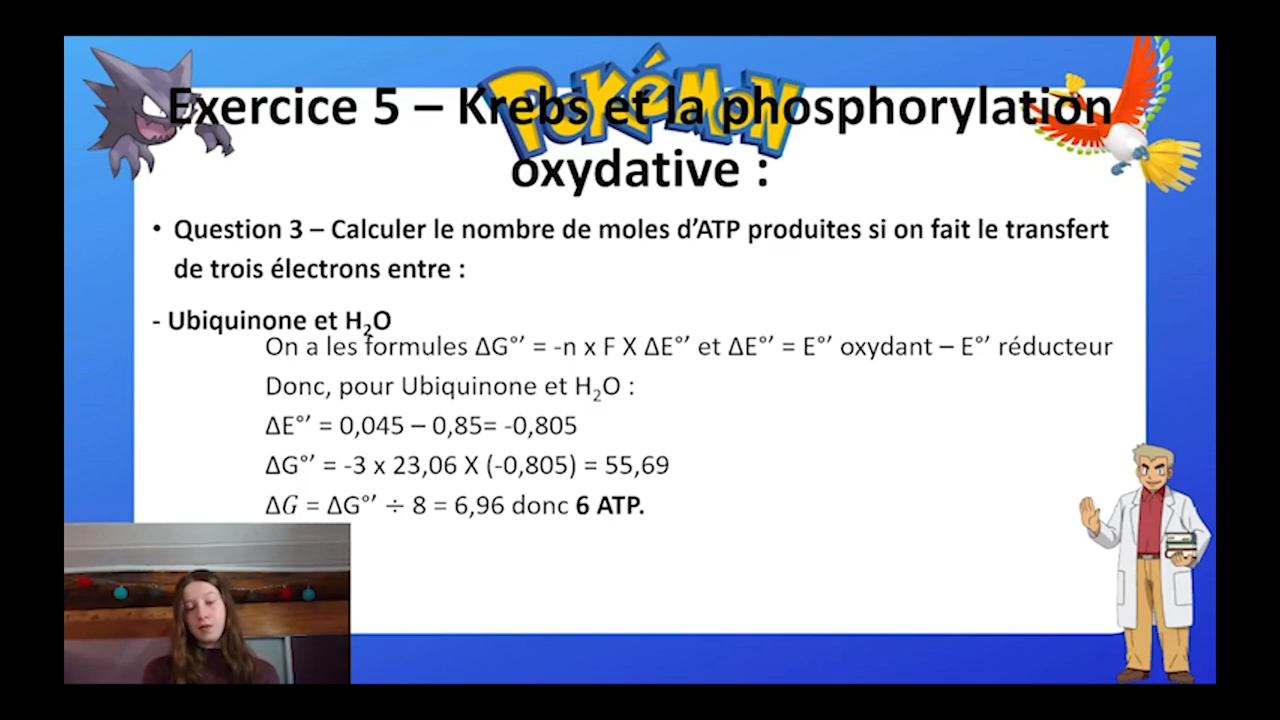 POKéMON
Exercice 5 – Krebs et la phosphorylation
oxydative :
• Question 3 – Calculer le nombre de moles d’ATP produites si on fait le transfert
de trois électrons entre :
- Ubiquinone et H₂O
On a les formules ΔG°’ = -n x F X ΔE°’ et ΔE°’ = E°’ oxydant – E°’ réducteur
Donc, pour Ubiquinone et H₂O :
ΔE°’ = 0,045 – 0,85= -0,805
ΔG°’ = -3 x 23,06 X (-0,805) = 55,69
Δ𝐺 = ΔG°’ ÷ 8 = 6,96 donc 6 ATP.